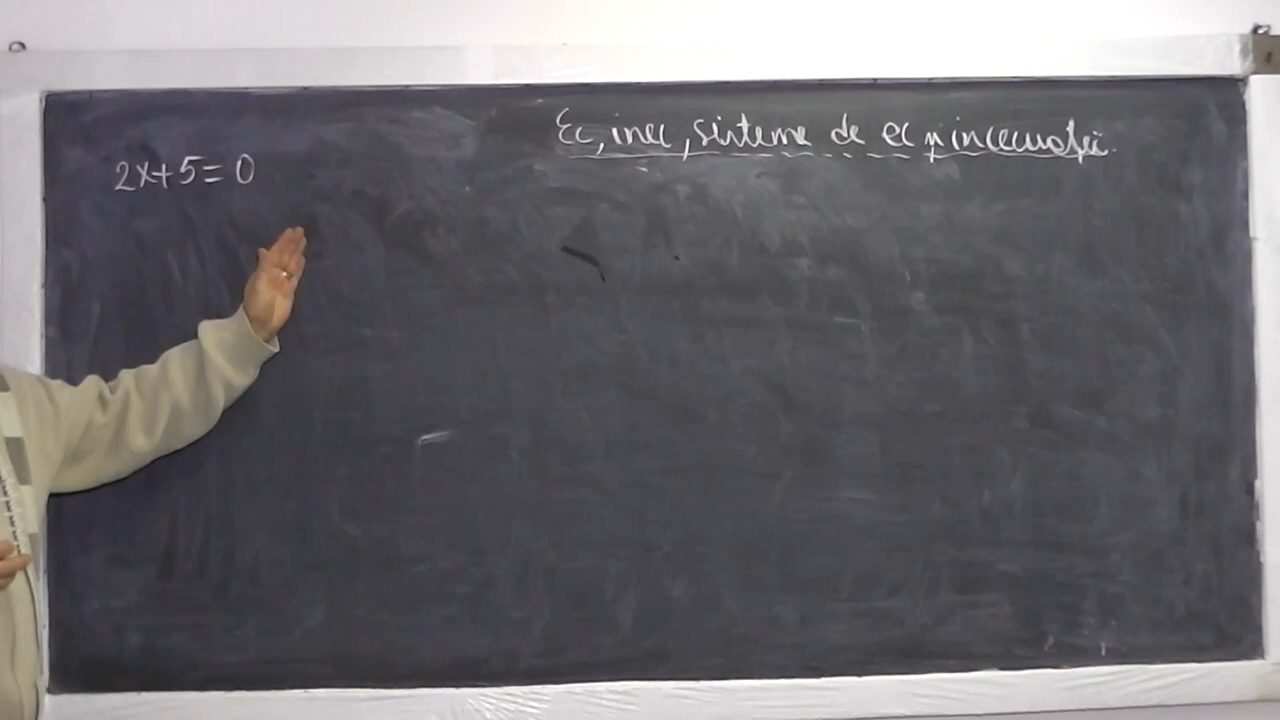 Ec, inec, sisteme de ec și inecuații.
2x+5=0